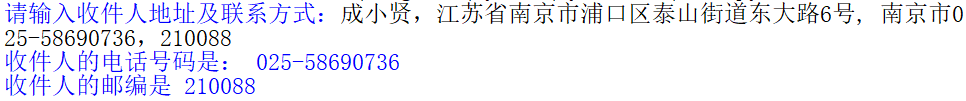 请输入收件人地址及联系方式：成小贤，江苏省南京市浦口区泰山街道东大路6号，南京市0
25-58690736，210088
收件人的电话号码是： 025-58690736
收件人的邮编是 210088